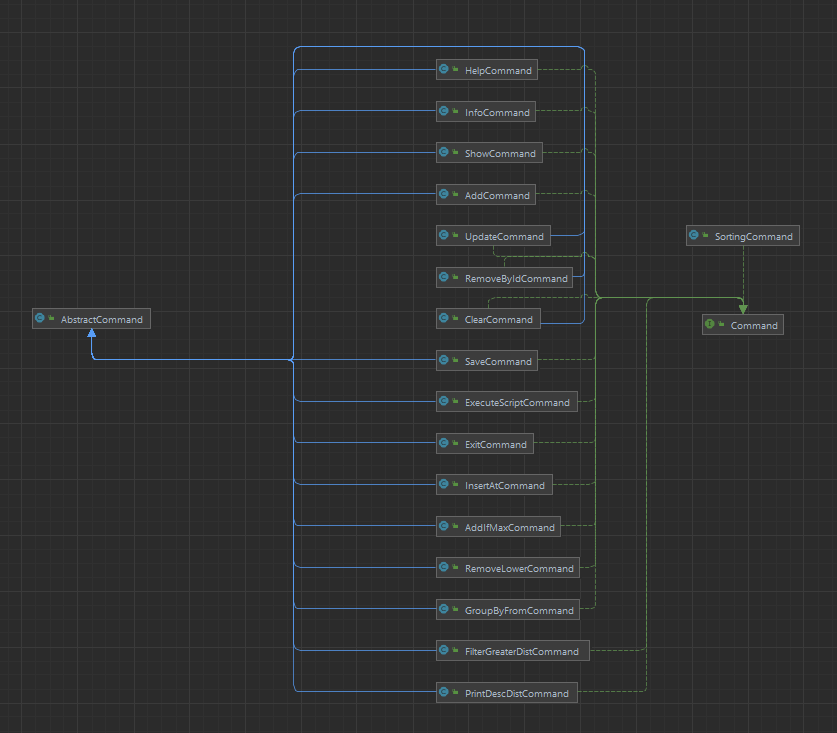 HelpCommand
InfoCommand
ShowCommand
AddCommand
UpdateCommand
SortingCommand
RemoveByIdCommand
AbstractCommand
ClearCommand
Command
SaveCommand
ExecuteScriptCommand
ExitCommand
InsertAtCommand
AddIfMaxCommand
RemoveLowerCommand
GroupByFromCommand
FilterGreaterDistCommand
PrintDescDistCommand